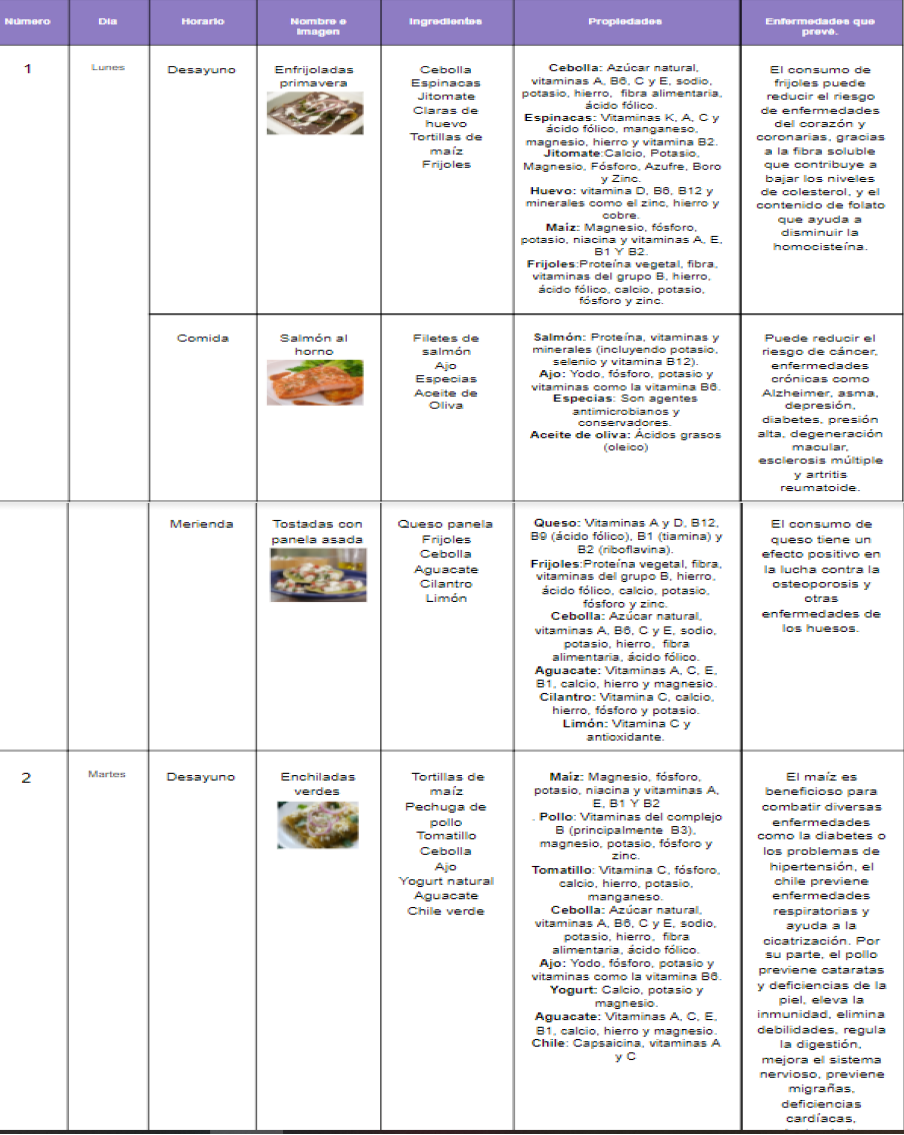 Número
Día
Horario
Nombre e
Imagen
Ingredientes
Propiedades
Enfermedades que
prevé.
1
Lunes
Desayuno
Enfrijoladas
primavera
Cebolla
Espinacas
Jitomate
Claras de
huevo
Tortillas de
maíz
Frijoles
Cebolla: Azúcar natural,
vitaminas A, B6, C y E, sodio,
potasio, hierro, fibra alimentaria,
ácido fólico.
Espinacas: Vitaminas K, A, C y
ácido fólico, manganeso,
magnesio, hierro y vitamina B2.
Jitomate:Calcio, Potasio,
Magnesio, Fósforo, Azufre, Boro
y Zinc.
Huevo: vitamina D, B6, B12 y
minerales como el zinc, hierro y
cobre.
Maíz: Magnesio, fósforo,
potasio, niacina y vitaminas A, E,
B1 Y B2.
Frijoles:Proteína vegetal, fibra,
vitaminas del grupo B, hierro,
ácido fólico, calcio, potasio,
fósforo y zinc.
El consumo de
frijoles puede
reducir el riesgo
de enfermedades
del corazón y
coronarias, gracias
a la fibra soluble
que contribuye a
bajar los niveles
de colesterol, y el
contenido de folato
que ayuda a
disminuir la
homocisteína.
Comida
Salmón al
horno
Filetes de
salmón
Ajo
Especias
Aceite de
Oliva
Salmón: Proteína, vitaminas y
minerales (incluyendo potasio,
selenio y vitamina B12).
Ajo: Yodo, fósforo, potasio y
vitaminas como la vitamina B6.
Especias: Son agentes
antimicrobianos y
conservadores.
Aceite de oliva: Ácidos grasos
(oleico)
Puede reducir el
riesgo de cáncer,
enfermedades
crónicas como
Alzheimer, asma,
depresión,
diabetes, presión
alta, degeneración
macular,
esclerosis múltiple
y artritis
reumatoide.
Merienda
Tostadas con
panela asada
Queso panela
Frijoles
Cebolla
Aguacate
Cilantro
Limón
Queso: Vitaminas A y D, B12,
B9 (ácido fólico), B1 (tiamina) y
B2 (riboflavina).
Frijoles:Proteína vegetal, fibra,
vitaminas del grupo B, hierro,
ácido fólico, calcio, potasio,
fósforo y zinc.
Cebolla: Azúcar natural,
vitaminas A, B6, C y E, sodio,
potasio, hierro, fibra
alimentaria, ácido fólico.
Aguacate: Vitaminas A, C, E,
B1, calcio, hierro y magnesio.
Cilantro: Vitamina C, calcio,
hierro, fósforo y potasio.
Limón: Vitamina C y
antioxidante.
El consumo de
queso tiene un
efecto positivo en
la lucha contra la
osteoporosis y
otras
enfermedades de
los huesos.
2
Martes
Desayuno
Enchiladas
verdes
Tortillas de
maíz
Pechuga de
pollo
Tomatillo
Cebolla
Ajo
Yogurt natural
Aguacate
Chile verde
Maíz: Magnesio, fósforo,
potasio, niacina y vitaminas A,
E, B1 Y B2
. Pollo: Vitaminas del complejo
B (principalmente B3),
magnesio, potasio, fósforo y
zinc.
Tomatillo: Vitamina C, fósforo,
calcio, hierro, potasio,
manganeso.
Cebolla: Azúcar natural,
vitaminas A, B6, C y E, sodio,
potasio, hierro, fibra
alimentaria, ácido fólico.
Ajo: Yodo, fósforo, potasio y
vitaminas como la vitamina B6.
Yogurt: Calcio, potasio y
magnesio.
Aguacate: Vitaminas A, C, E,
B1, calcio, hierro y magnesio.
Chile: Capsaicina, vitaminas A
y C
El maíz es
beneficioso para
combatir diversas
enfermedades
como la diabetes o
los problemas de
hipertensión, el
chile previene
enfermedades
respiratorias y
ayuda a la
cicatrización. Por
su parte, el pollo
previene cataratas
y deficiencias de la
piel, eleva la
inmunidad, elimina
debilidades, regula
la digestión,
mejora el sistema
nervioso, previene
migrañas,
deficiencias
cardíacas,